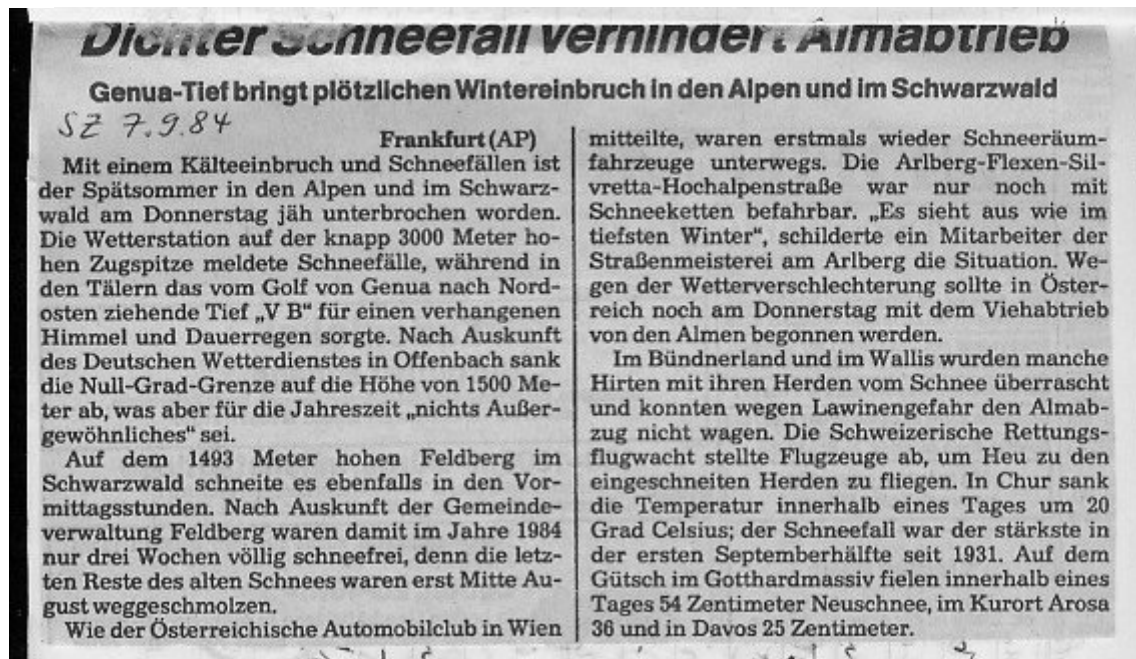 Dichter Schneefall verhindert Almabtrieb
Genua-Tief bringt plötzlichen Wintereinbruch in den Alpen und im Schwarzwald
SZ 7.9.84
Frankfurt (AP)
Mit einem Kälteeinbruch und Schneefällen ist
der Spätsommer in den Alpen und im Schwarz-
wald am Donnerstag jäh unterbrochen worden.
Die Wetterstation auf der knapp 3000 Meter ho-
hen Zugspitze meldete Schneefälle, während in
den Tälern das vom Golf von Genua nach Nord-
osten ziehende Tief „V B“ für einen verhangenen
Himmel und Dauerregen sorgte. Nach Auskunft
des Deutschen Wetterdienstes in Offenbach sank
die Null-Grad-Grenze auf die Höhe von 1500 Me-
ter ab, was aber für die Jahreszeit „nichts Außer-
gewöhnliches“ sei.
Auf dem 1493 Meter hohen Feldberg im
Schwarzwald schneite es ebenfalls in den Vor-
mittagsstunden. Nach Auskunft der Gemeinde-
verwaltung Feldberg waren damit im Jahre 1984
nur drei Wochen völlig schneefrei, denn die letz-
ten Reste des alten Schnees waren erst Mitte Au-
gust weggeschmolzen.
Wie der Österreichische Automobilclub in Wien
mitteilte, waren erstmals wieder Schneeräum-
fahrzeuge unterwegs. Die Arlberg-Flexen-Sil-
vretta-Hochalpenstraße war nur noch mit
Schneeketten befahrbar. „Es sieht aus wie im
tiefsten Winter“, schilderte ein Mitarbeiter der
Straßenmeisterei am Arlberg die Situation. We-
gen der Wetterverschlechterung sollte in Öster-
reich noch am Donnerstag mit dem Viehabtrieb
von den Almen begonnen werden.
Im Bündnerland und im Wallis wurden manche
Hirten mit ihren Herden vom Schnee überrascht
und konnten wegen Lawinengefahr den Almab-
zug nicht wagen. Die Schweizerische Rettungs-
flugwacht stellte Flugzeuge ab, um Heu zu den
eingeschneiten Herden zu fliegen. In Chur sank
die Temperatur innerhalb eines Tages um 20
Grad Celsius; der Schneefall war der stärkste in
der ersten Septemberhälfte seit 1931. Auf dem
Gütsch im Gotthardmassiv fielen innerhalb eines
Tages 54 Zentimeter Neuschnee, im Kurort Arosa
36 und in Davos 25 Zentimeter.